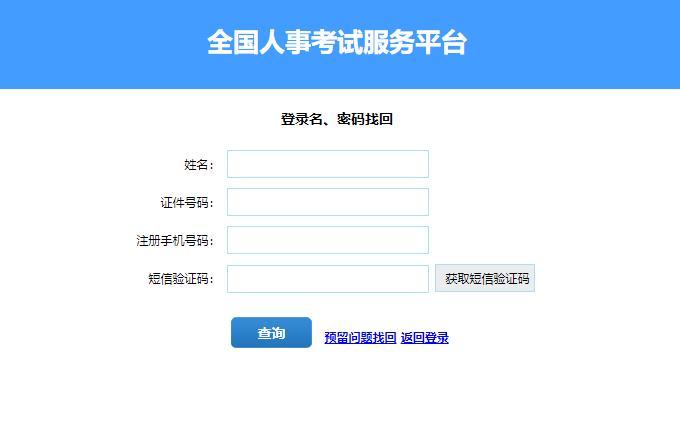 全国人事考试服务平台
登录名、密码找回
姓名:
证件号码:
注册手机号码:
短信验证码: 获取短信验证码
查询 预留问题找回 返回登录